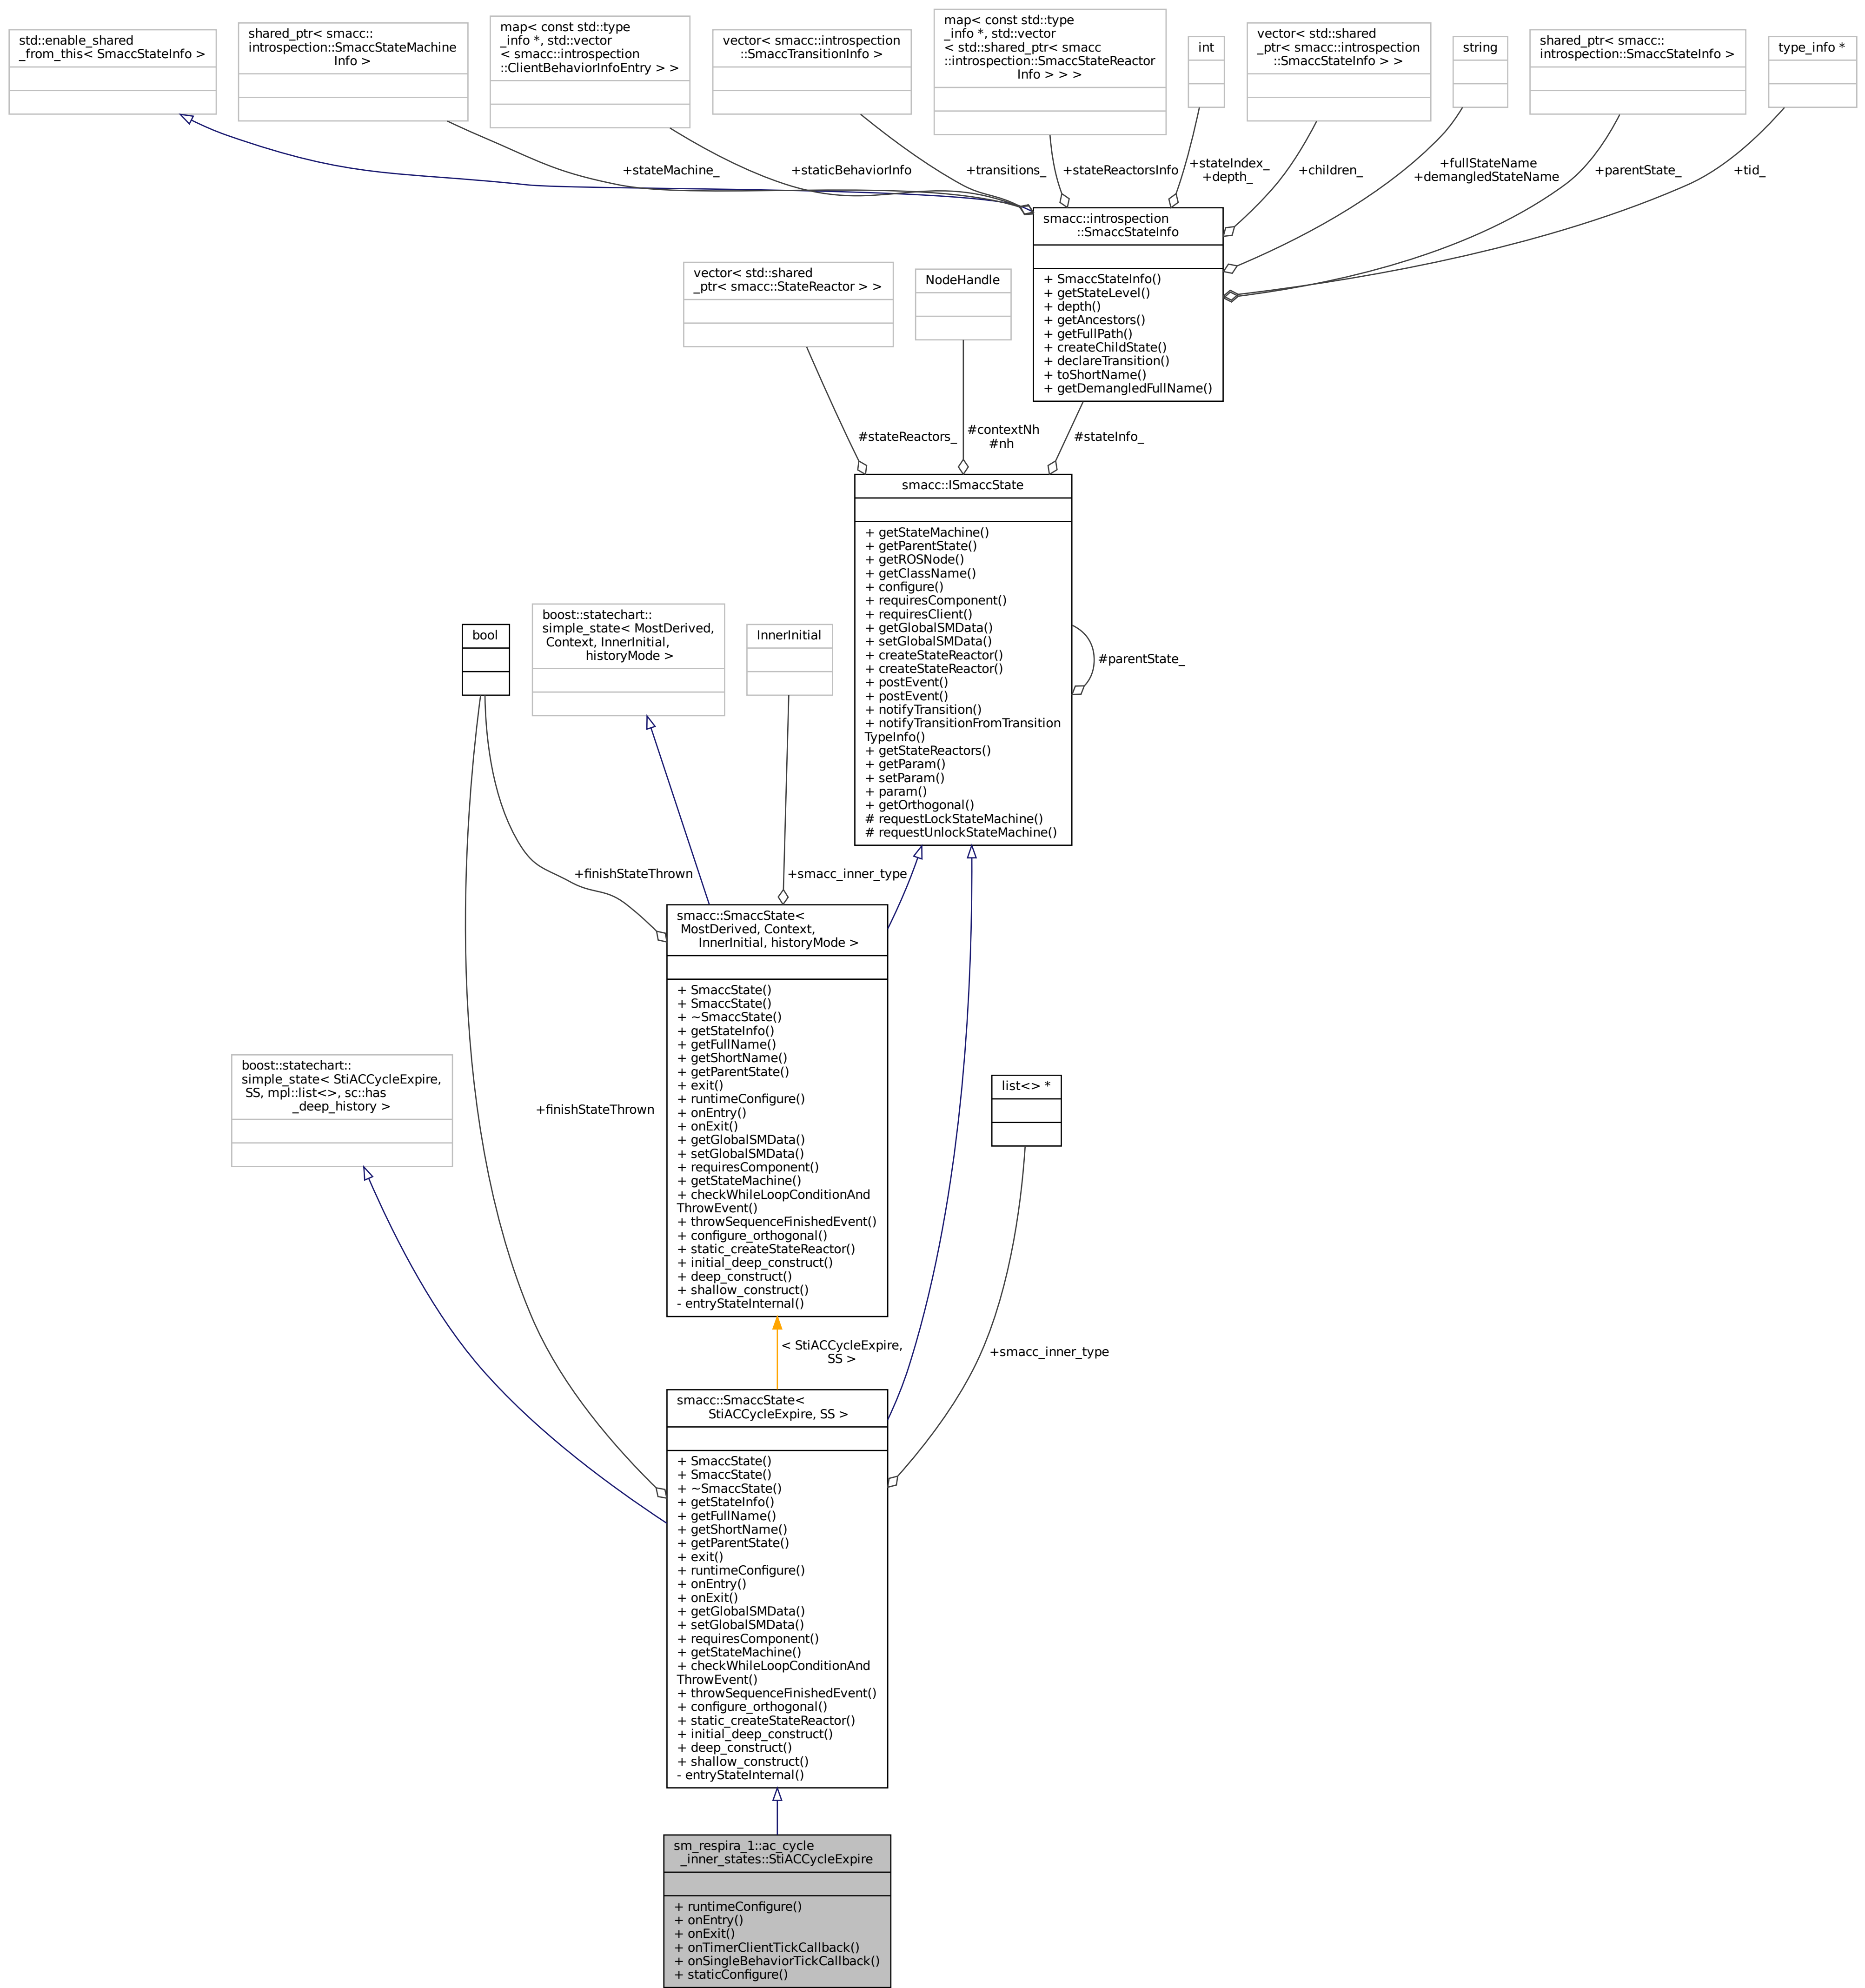 std::enable_shared
_from_this< SmaccStateInfo >
shared_ptr< smacc::
introspection::SmaccStateMachine
Info >
map< const std::type
_info *, std::vector
< smacc::introspection
::ClientBehaviorInfoEntry > >
vector< smacc::introspection
::SmaccTransitionInfo >
map< const std::type
_info *, std::vector
< std::shared_ptr< smacc
::introspection::SmaccStateReactor
Info > > >
int
vector< std::shared
_ptr< smacc::introspection
::SmaccStateInfo > >
string
shared_ptr< smacc::
introspection::SmaccStateInfo >
type_info *
+stateMachine_
+staticBehaviorInfo
+transitions_
+stateReactorsInfo
+stateIndex_
+depth_
+children_
+fullStateName
+demangledStateName
+parentState_
+tid_
smacc::introspection
::SmaccStateInfo
+ SmaccStateInfo()
+ getStateLevel()
+ depth()
+ getAncestors()
+ getFullPath()
+ createChildState()
+ declareTransition()
+ toShortName()
+ getDemangledFullName()
vector< std::shared
_ptr< smacc::StateReactor > >
NodeHandle
#stateReactors_
#contextNh
#nh
#stateInfo_
smacc::ISmaccState
+ getStateMachine()
+ getParentState()
+ getROSNode()
+ getClassName()
+ configure()
+ requiresComponent()
+ requiresClient()
+ getGlobalSMData()
+ setGlobalSMData()
+ createStateReactor()
+ createStateReactor()
+ postEvent()
+ postEvent()
+ notifyTransition()
+ notifyTransitionFromTransition
TypeInfo()
+ getStateReactors()
+ getParam()
+ setParam()
+ param()
+ getOrthogonal()
# requestLockStateMachine()
# requestUnlockStateMachine()
#parentState_
bool
boost::statechart::
simple_state< MostDerived,
Context, InnerInitial,
historyMode >
InnerInitial
+finishStateThrown
+smacc_inner_type
smacc::SmaccState<
MostDerived, Context,
InnerInitial, historyMode >
+ SmaccState()
+ SmaccState()
+ ~SmaccState()
+ getStateInfo()
+ getFullName()
+ getShortName()
+ getParentState()
+ exit()
+ runtimeConfigure()
+ onEntry()
+ onExit()
+ getGlobalSMData()
+ setGlobalSMData()
+ requiresComponent()
+ getStateMachine()
+ checkWhileLoopConditionAnd
ThrowEvent()
+ throwSequenceFinishedEvent()
+ configure_orthogonal()
+ static_createStateReactor()
+ initial_deep_construct()
+ deep_construct()
+ shallow_construct()
- entryStateInternal()
boost::statechart::
simple_state< StiACCycleExpire,
SS, mpl::list<>, sc::has
_deep_history >
+finishStateThrown
list<> *
< StiACCycleExpire,
SS >
+smacc_inner_type
smacc::SmaccState<
StiACCycleExpire, SS >
+ SmaccState()
+ SmaccState()
+ ~SmaccState()
+ getStateInfo()
+ getFullName()
+ getShortName()
+ getParentState()
+ exit()
+ runtimeConfigure()
+ onEntry()
+ onExit()
+ getGlobalSMData()
+ setGlobalSMData()
+ requiresComponent()
+ getStateMachine()
+ checkWhileLoopConditionAnd
ThrowEvent()
+ throwSequenceFinishedEvent()
+ configure_orthogonal()
+ static_createStateReactor()
+ initial_deep_construct()
+ deep_construct()
+ shallow_construct()
- entryStateInternal()
sm_respira_1::ac_cycle
_inner_states::StiACCycleExpire
+ runtimeConfigure()
+ onEntry()
+ onExit()
+ onTimerClientTickCallback()
+ onSingleBehaviorTickCallback()
+ staticConfigure()